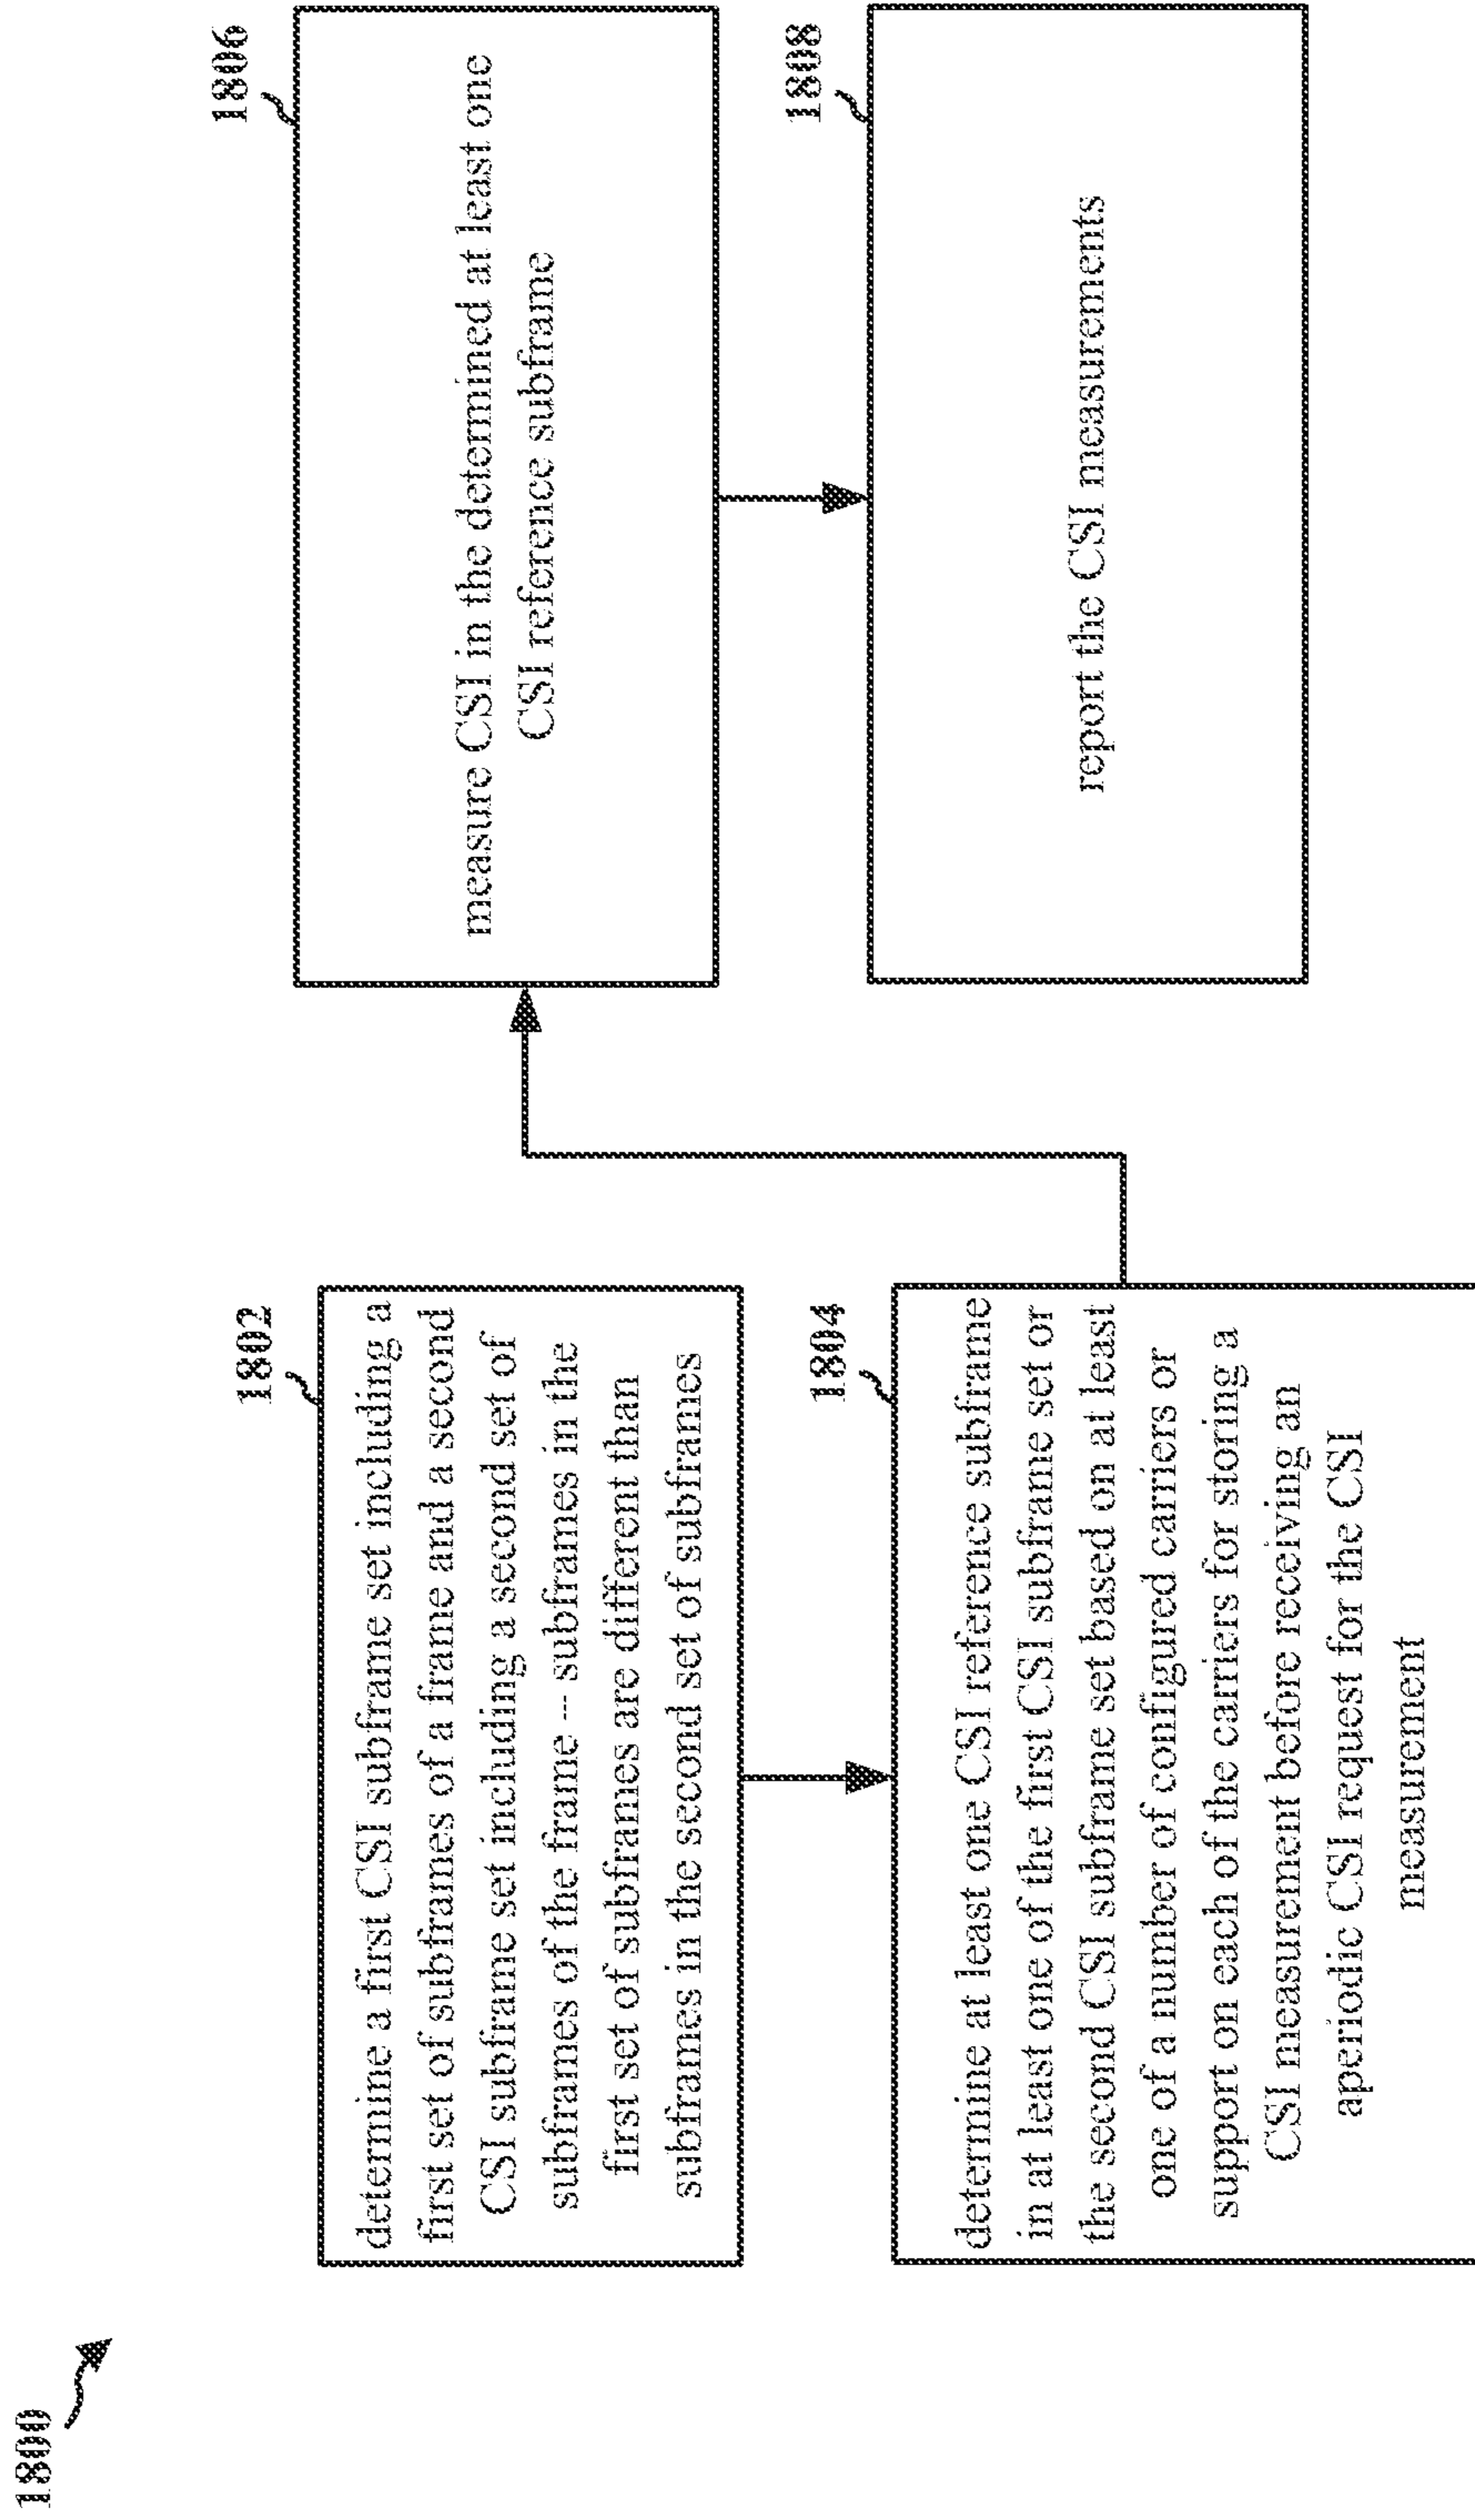 1800
1802
determine a first CSI subframe set including a
first set of subframes of a frame and a second
CSI subframe set including a second set of
subframes of the frame -- subframes in the
first set of subframes are different than
subframes in the second set of subframes
1804
determine at least one CSI reference subframe
in at least one of the first CSI subframe set or
the second CSI subframe set based on at least
one of a number of configured carriers or
support on each of the carriers for storing a
CSI measurement before receiving an
aperiodic CSI request for the CSI
measurement
1806
measure CSI in the determined at least one
CSI reference subframe
1808
report the CSI measurements